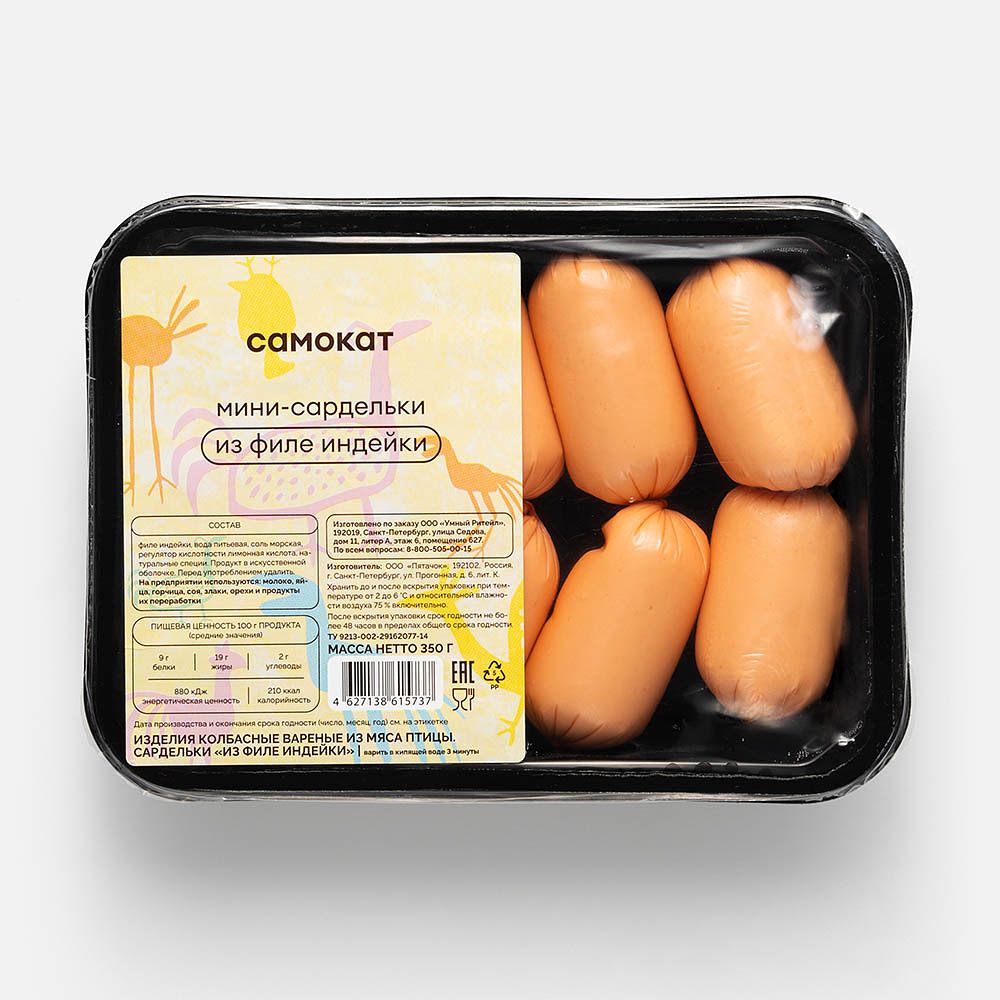 самокат
мини-сардельки
из филе индейки
СОСТАВ
филе индейки, вода питьевая, соль морская,
регулятор кислотности лимонная кислота, на-
туральные специи. Продукт в искусственной
оболочке. Перед употреблением удалить.
На предприятии используются: молоко, яй-
ца, горчица, соя, злаки, орехи и продукты
их переработки
ПИЩЕВАЯ ЦЕННОСТЬ 100 г ПРОДУКТА
(средние значения)
9 г 19 г 2 г
белки жиры углеводы
880 кДж 210 ккал
энергетическая ценность калорийность
Изготовлено по заказу ООО «Умный Ритейл»,
192019, Санкт-Петербург, улица Седова,
дом 11, литер А, этаж 6, помещение 627.
По всем вопросам: 8-800-505-00-15
Изготовитель: ООО «Пятачок», 192102, Россия,
г. Санкт-Петербург, ул. Прогонная, д. 6, лит. К.
Хранить до и после вскрытия упаковки при тем-
пературе от 2 до 6 °С и относительной влажно-
сти воздуха 75 % включительно.
После вскрытия упаковки срок годности не бо-
лее 48 часов в пределах общего срока годности.
ТУ 9213-002-29162077-14
МАССА НЕТТО 350 Г
4 627138 615737
EAC
5
PP
Дата производства и окончания срока годности (число, месяц, год) см. на этикетке
ИЗДЕЛИЯ КОЛБАСНЫЕ ВАРЕНЫЕ ИЗ МЯСА ПТИЦЫ.
САРДЕЛЬКИ «ИЗ ФИЛЕ ИНДЕЙКИ» | варить в кипящей воде 3 минуты